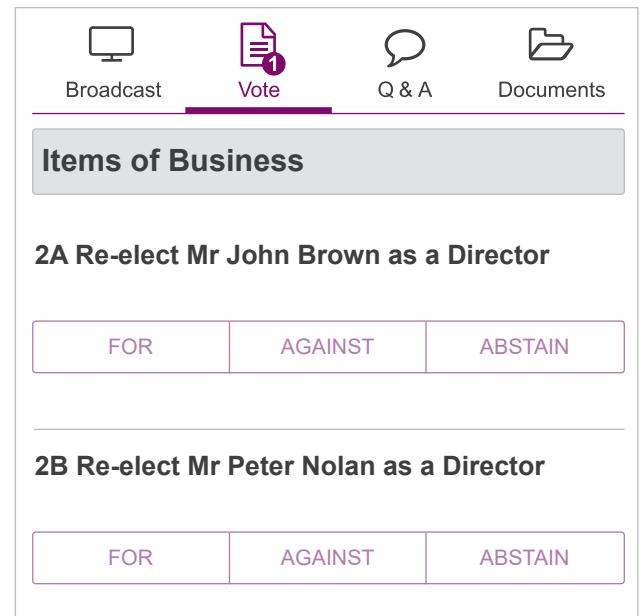 1
Broadcast Vote Q & A Documents
Items of Business
2A Re-elect Mr John Brown as a Director
FOR AGAINST ABSTAIN
2B Re-elect Mr Peter Nolan as a Director
FOR AGAINST ABSTAIN